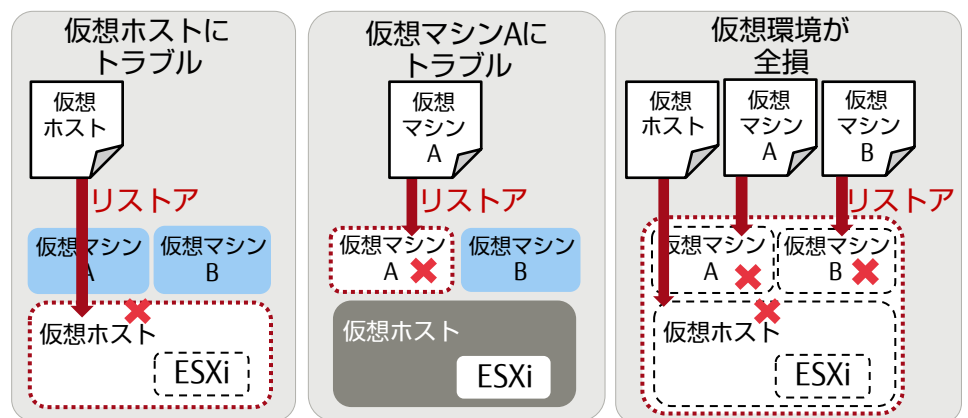 仮想ホストに
トラブル
仮想
ホスト
リストア
仮想マシン
A
仮想マシン
B
仮想ホスト
ESXi
仮想マシンAに
トラブル
仮想
マシン
A
リストア
仮想マシン
A
仮想マシン
B
仮想ホスト
ESXi
仮想環境が
全損
仮想
ホスト
仮想
マシン
A
仮想
マシン
B
リストア
仮想マシン
A
仮想マシン
B
仮想ホスト
ESXi